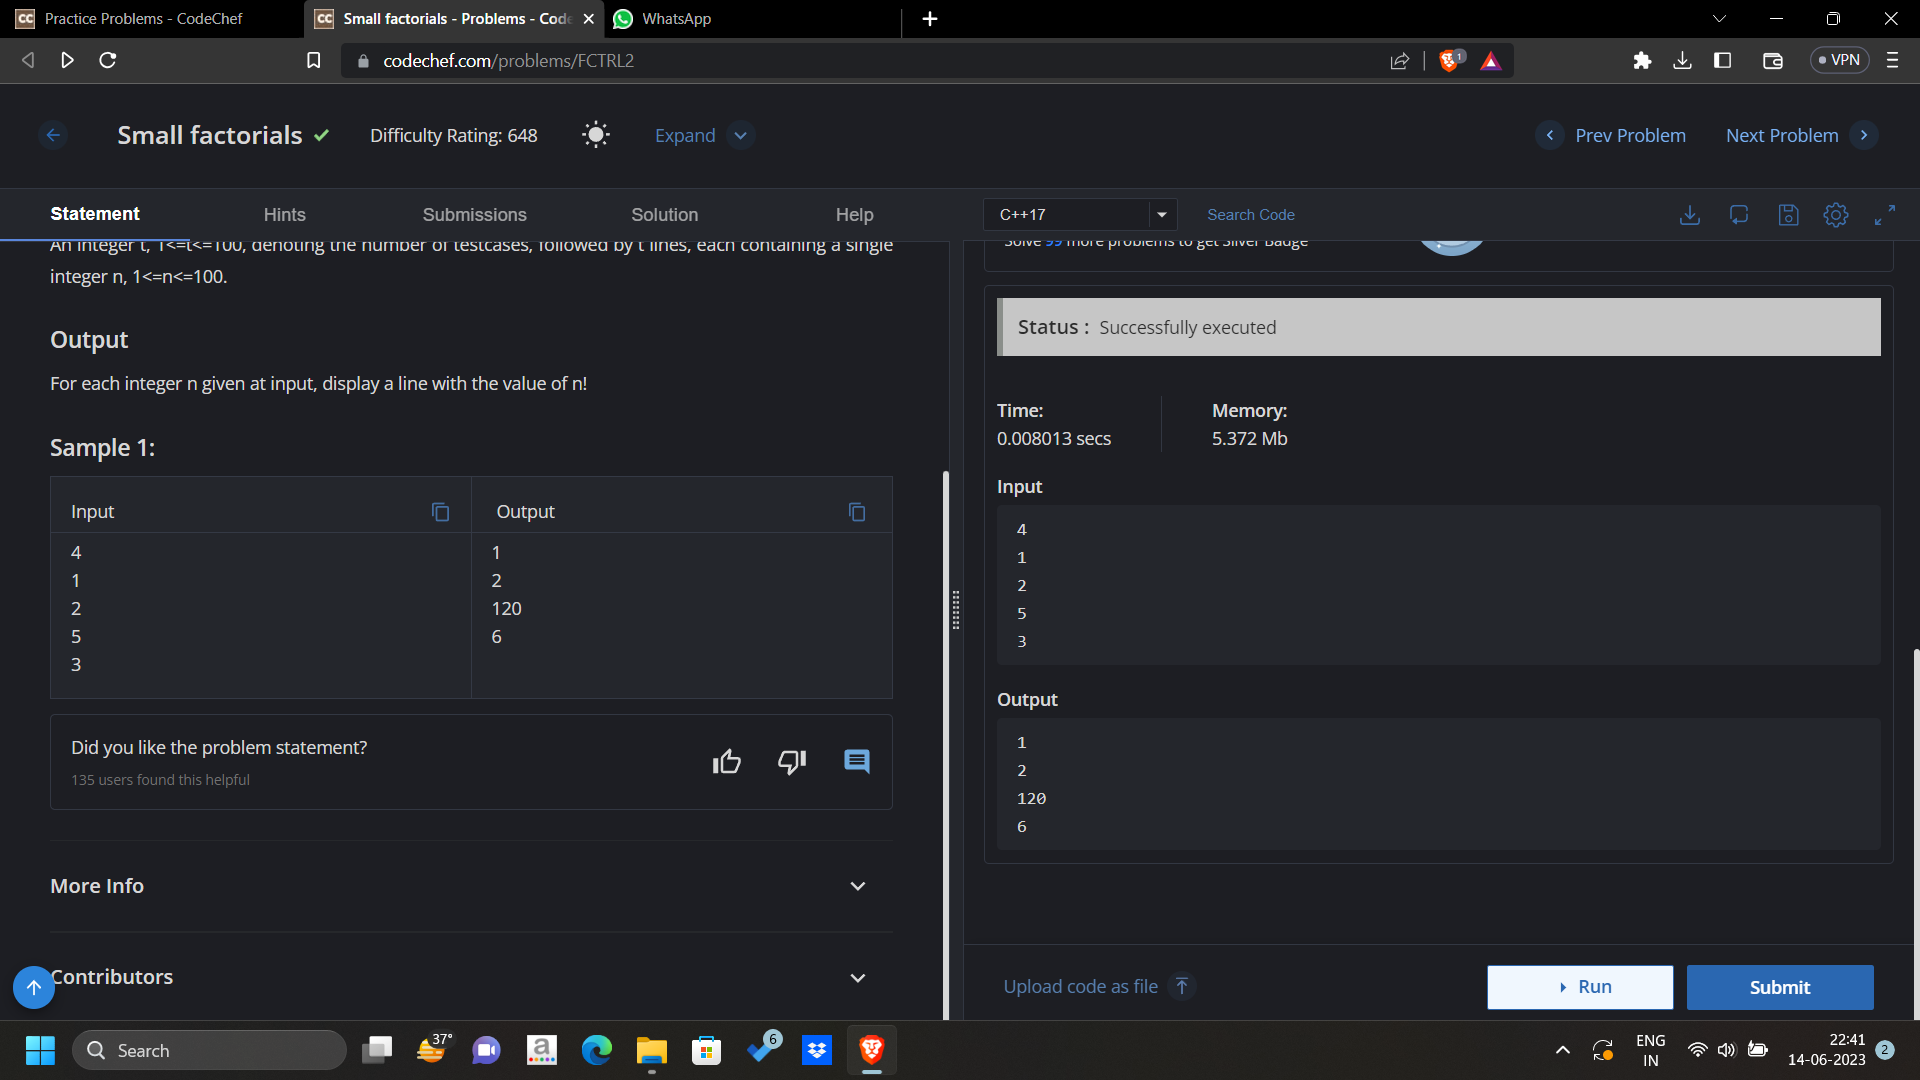 Practice Problems - CodeChef
Small factorials - Problems - Code
WhatsApp
codechef.com/problems/FCTRL2
1
VPN
Small factorials
Difficulty Rating: 648
Expand
Prev Problem
Next Problem
Statement
Hints
Submissions
Solution
Help
C++17
Search Code
An integer t, 1<=t<=100, denoting the number of testcases, followed by t lines, each containing a single
integer n, 1<=n<=100.
Output
For each integer n given at input, display a line with the value of n!
Sample 1:
Input
Output
4
1
2
5
3
1
2
120
6
Did you like the problem statement?
135 users found this helpful
More Info
Contributors
Solve 99 more problems to get Silver Badge
Status : Successfully executed
Time:
0.008013 secs
Memory:
5.372 Mb
Input
4
1
2
5
3
Output
1
2
120
6
Upload code as file
Run
Submit
Search
37°
a
6
ENG
IN
22:41
14-06-2023
2